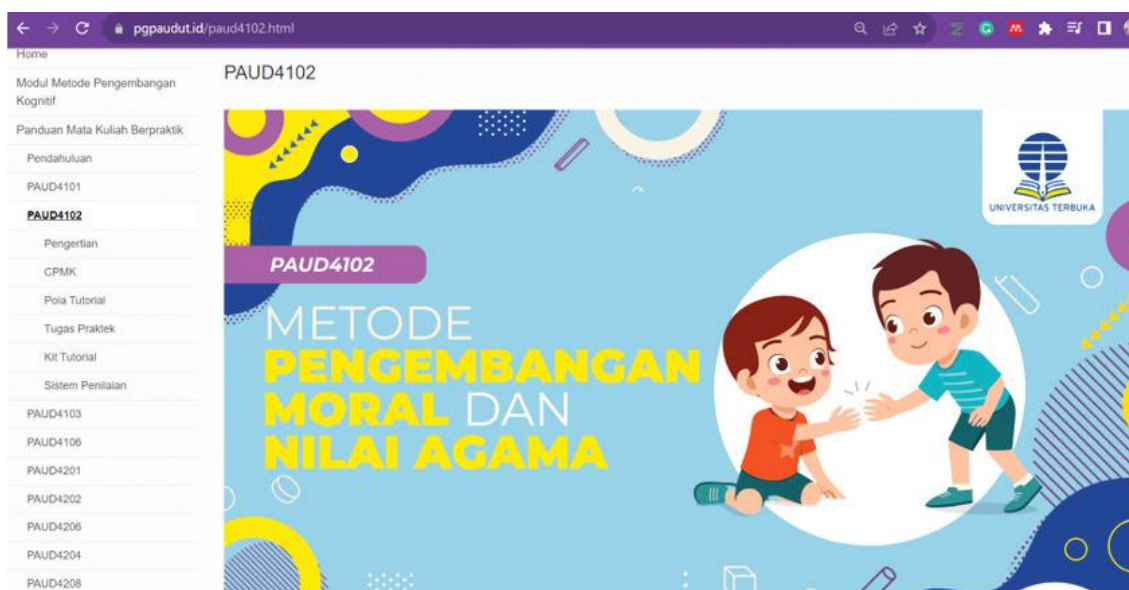 pgpaudut.id/paud4102.html
Home
Modul Metode Pengembangan
Kognitif
Panduan Mata Kuliah Berpraktik
Pendahuluan
PAUD4101
PAUD4102
Pengertian
CPMK
Pola Tutorial
Tugas Praktek
Kit Tutorial
Sistem Penilaian
PAUD4103
PAUD4106
PAUD4201
PAUD4202
PAUD4206
PAUD4204
PAUD4208
PAUD4102
UNIVERSITAS TERBUKA
PAUD4102
METODE
PENGEMBANGAN
MORAL DAN
NILAI AGAMA